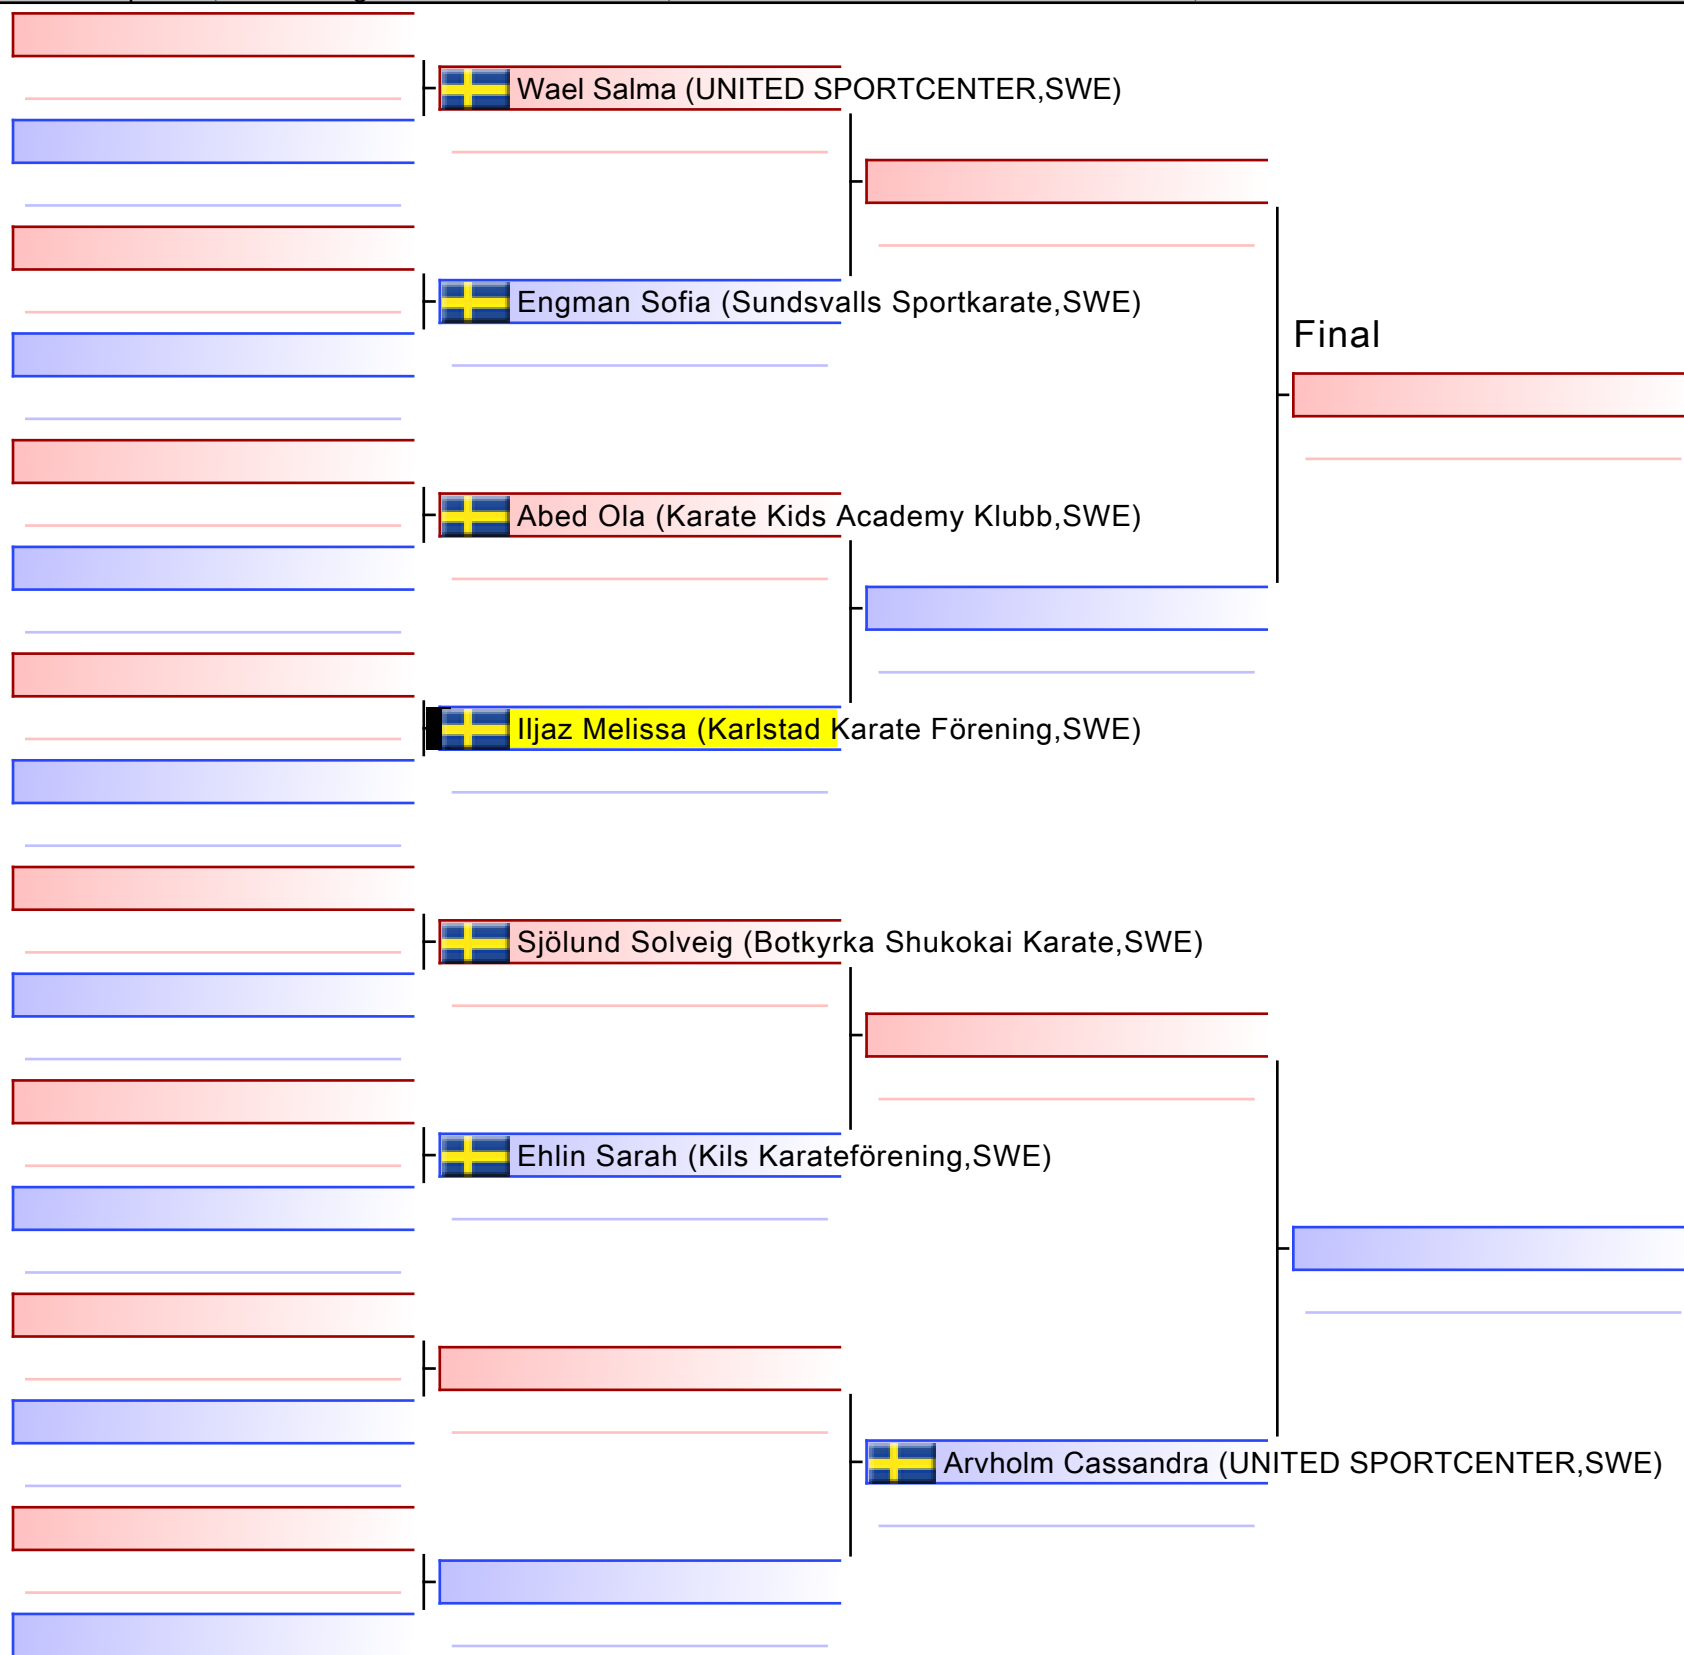 Wael Salma (UNITED SPORTCENTER,SWE)
Engman Sofia (Sundsvalls Sportkarate,SWE)
Final
Abed Ola (Karate Kids Academy Klubb,SWE)
Iljaz Melissa (Karlstad Karate Förening,SWE)
Sjölund Solveig (Botkyrka Shukokai Karate,SWE)
Ehlin Sarah (Kils Karateförening,SWE)
Arvholm Cassandra (UNITED SPORTCENTER,SWE)